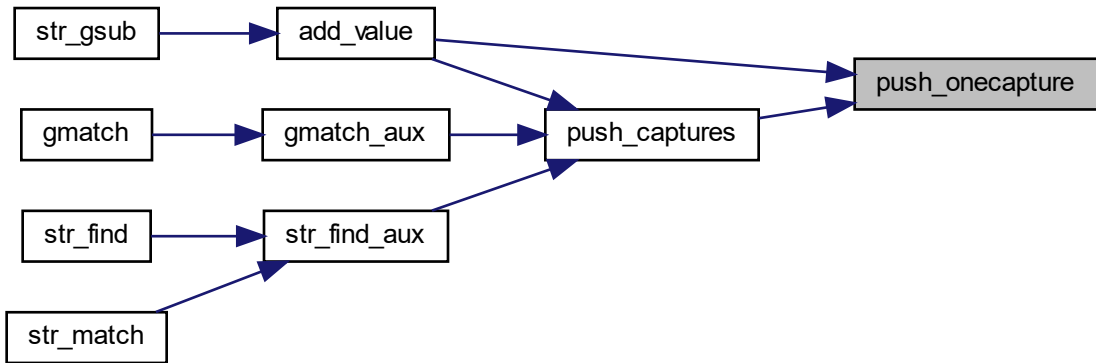 str_gsub
add_value
push_onecapture
gmatch
gmatch_aux
push_captures
str_find
str_find_aux
str_match